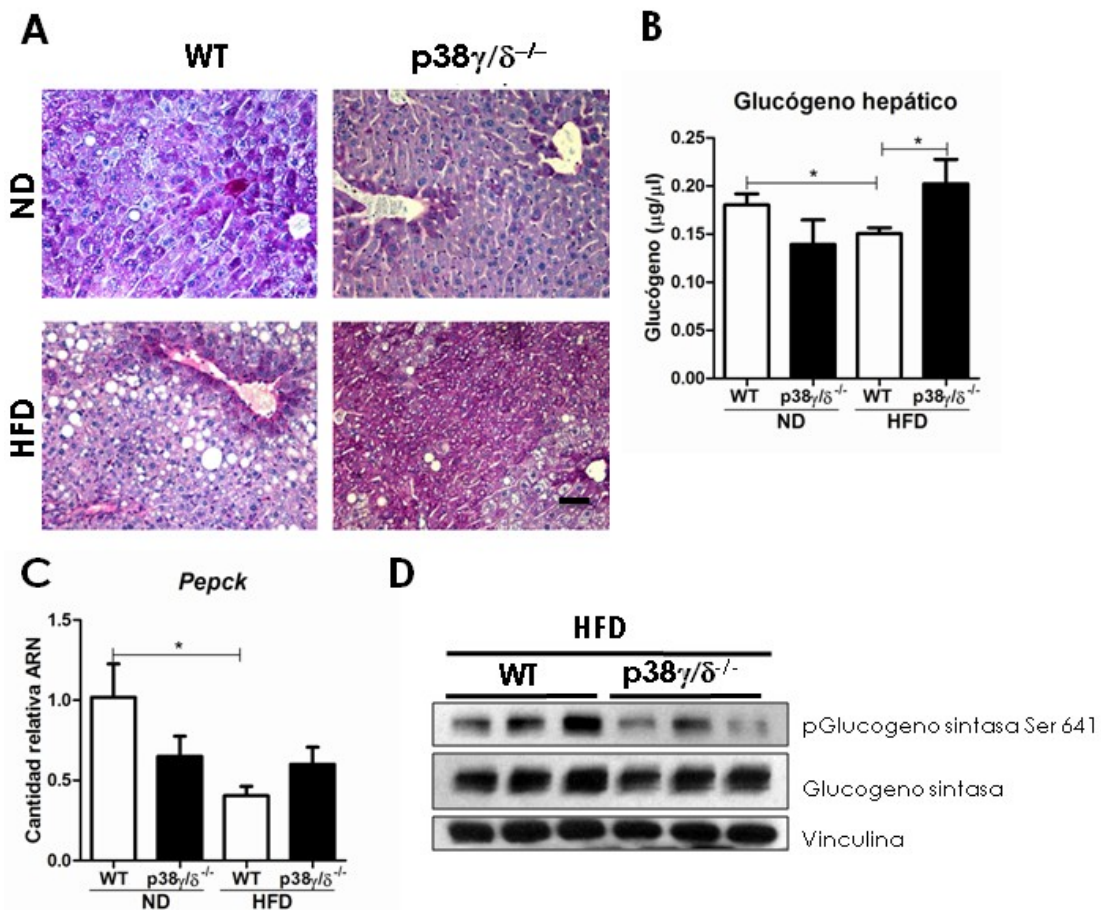 A
WT
p38γ/δ−/−
ND
HFD
B
Glucógeno hepático
Glucógeno (μg/μl)
0.25
0.20
0.15
0.10
0.05
0.00
*
*
WT p38γ/δ-/- WT p38γ/δ-/-
ND HFD
C
Pepck
Cantidad relativa ARN
1.5
1.0
0.5
0.0
*
WT p38γ/δ-/- WT p38γ/δ-/-
ND HFD
D
HFD
WT p38γ/δ-/-
pGlucogeno sintasa Ser 641
Glucogeno sintasa
Vinculina